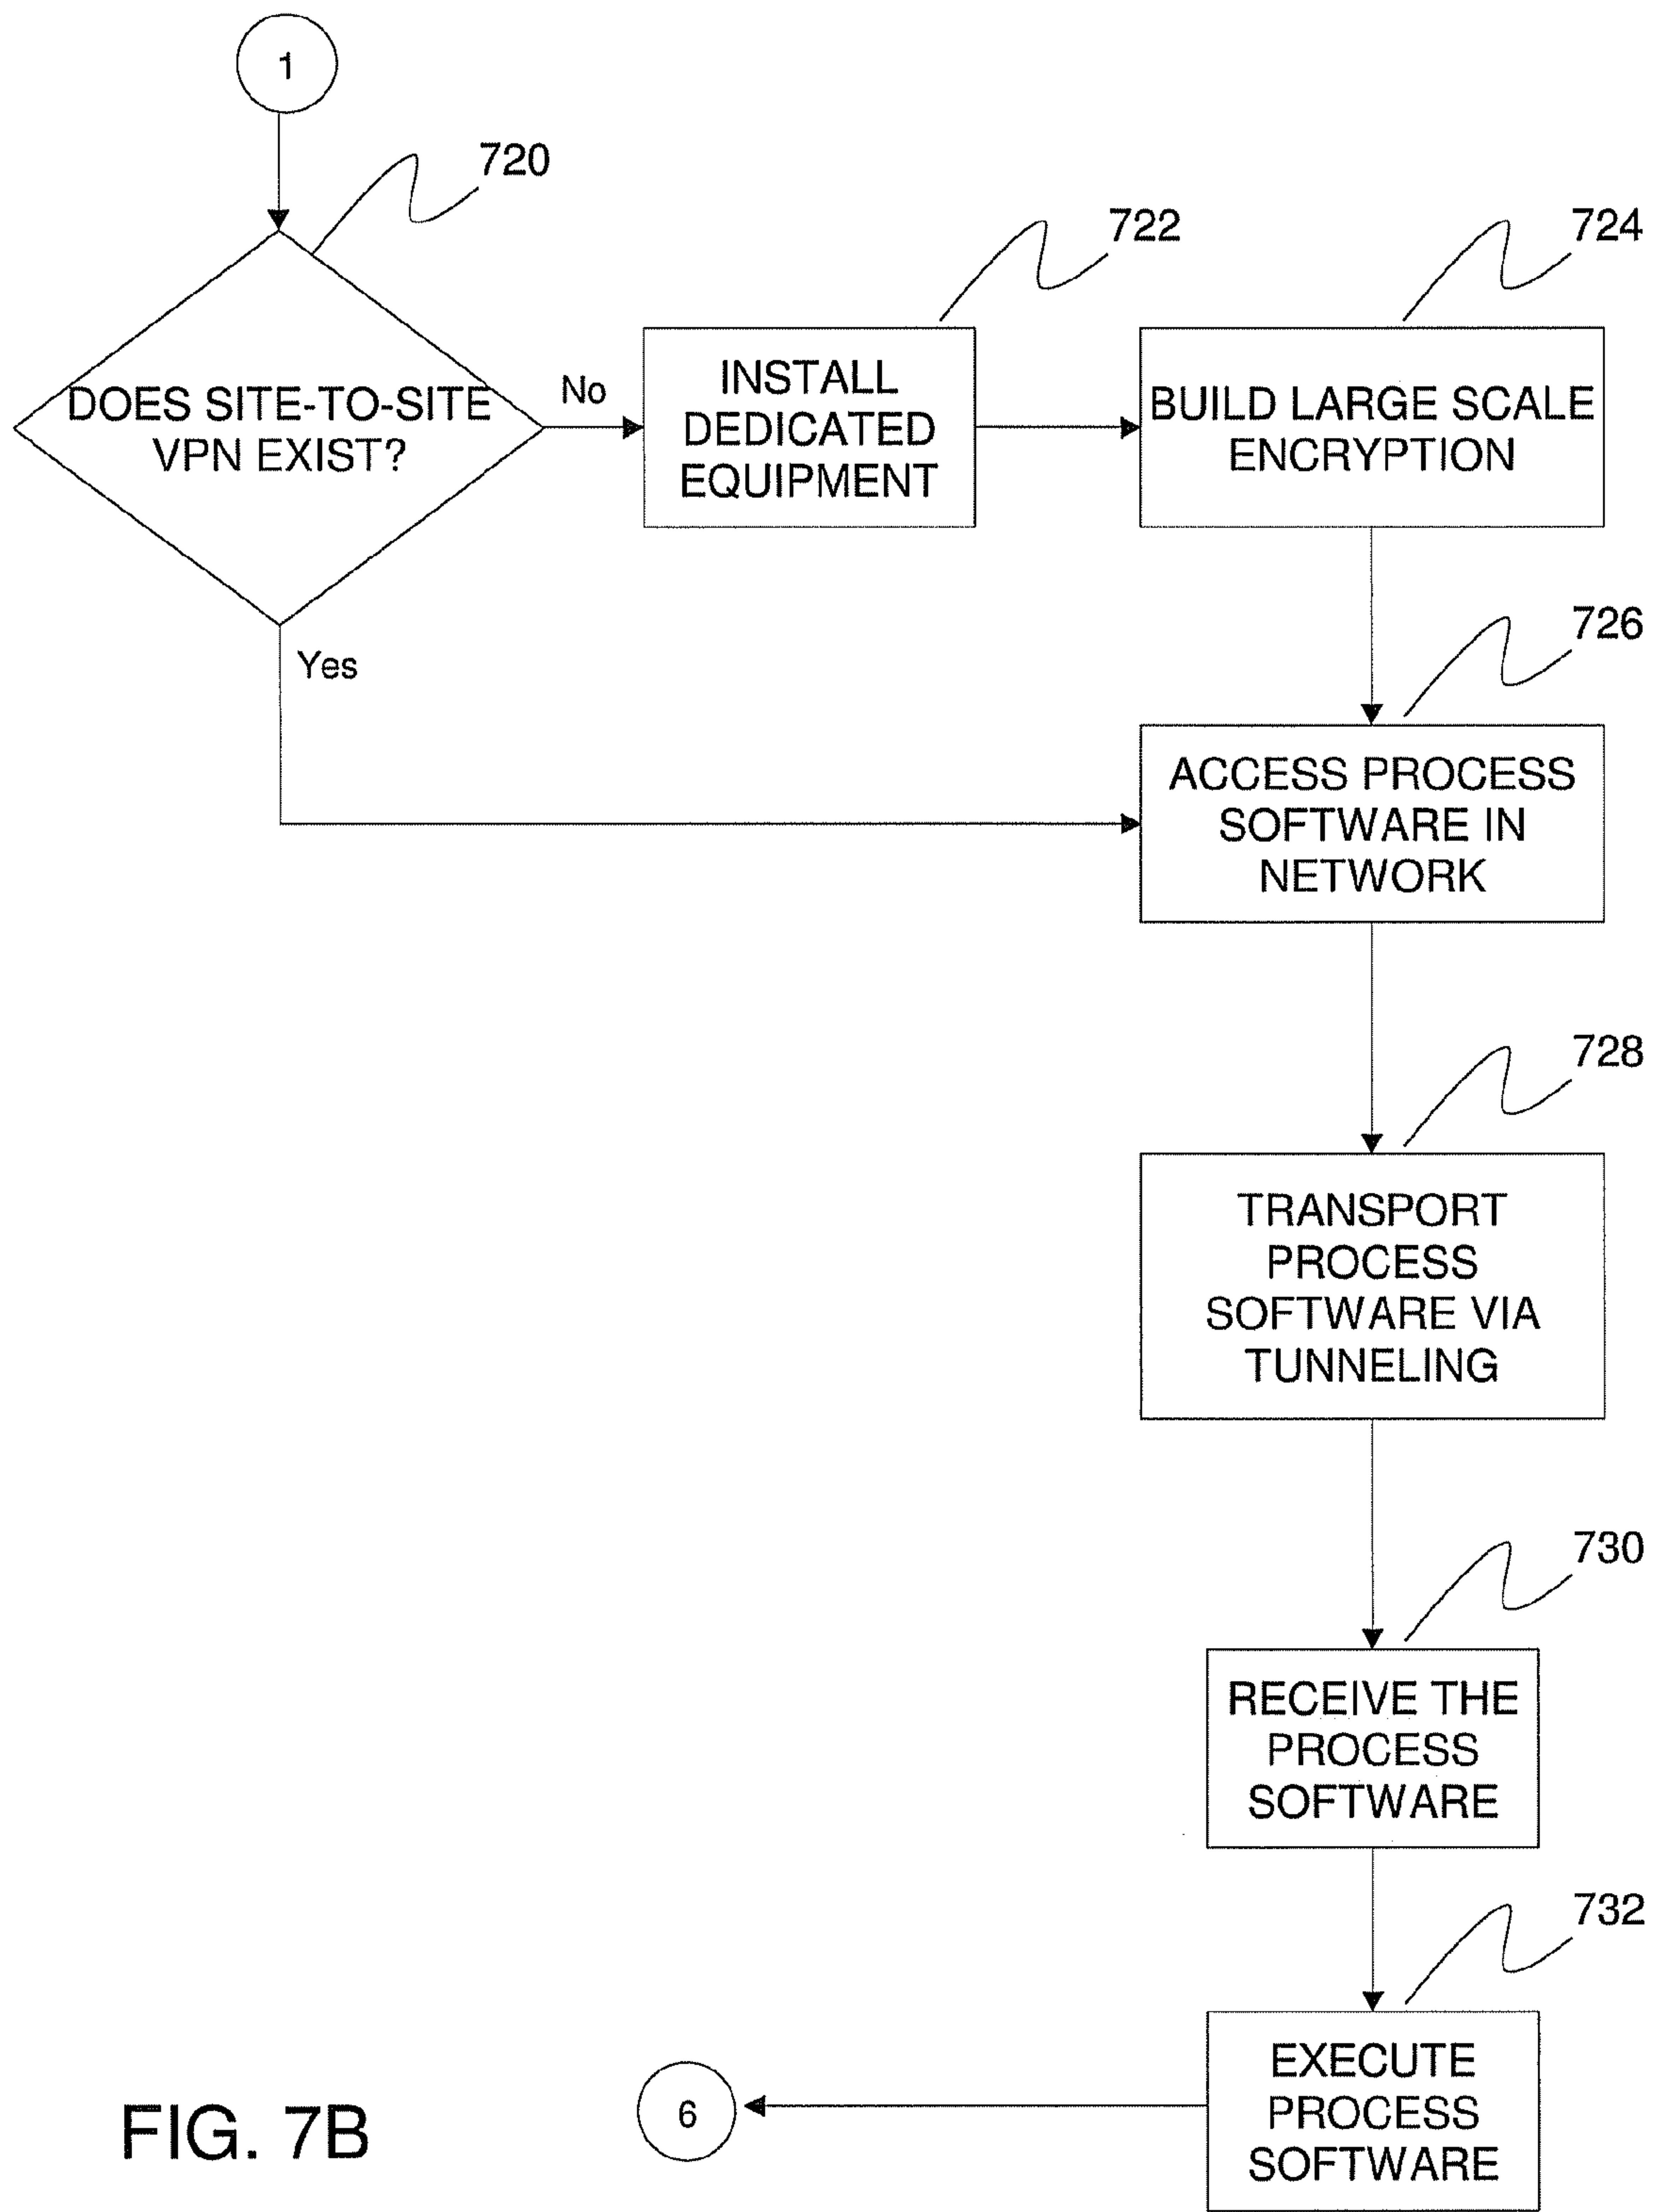 1
720
DOES SITE-TO-SITE
VPN EXIST?
No
Yes
722
INSTALL
DEDICATED
EQUIPMENT
724
BUILD LARGE SCALE
ENCRYPTION
726
ACCESS PROCESS
SOFTWARE IN
NETWORK
728
TRANSPORT
PROCESS
SOFTWARE VIA
TUNNELING
730
RECEIVE THE
PROCESS
SOFTWARE
732
EXECUTE
PROCESS
SOFTWARE
6
FIG. 7B